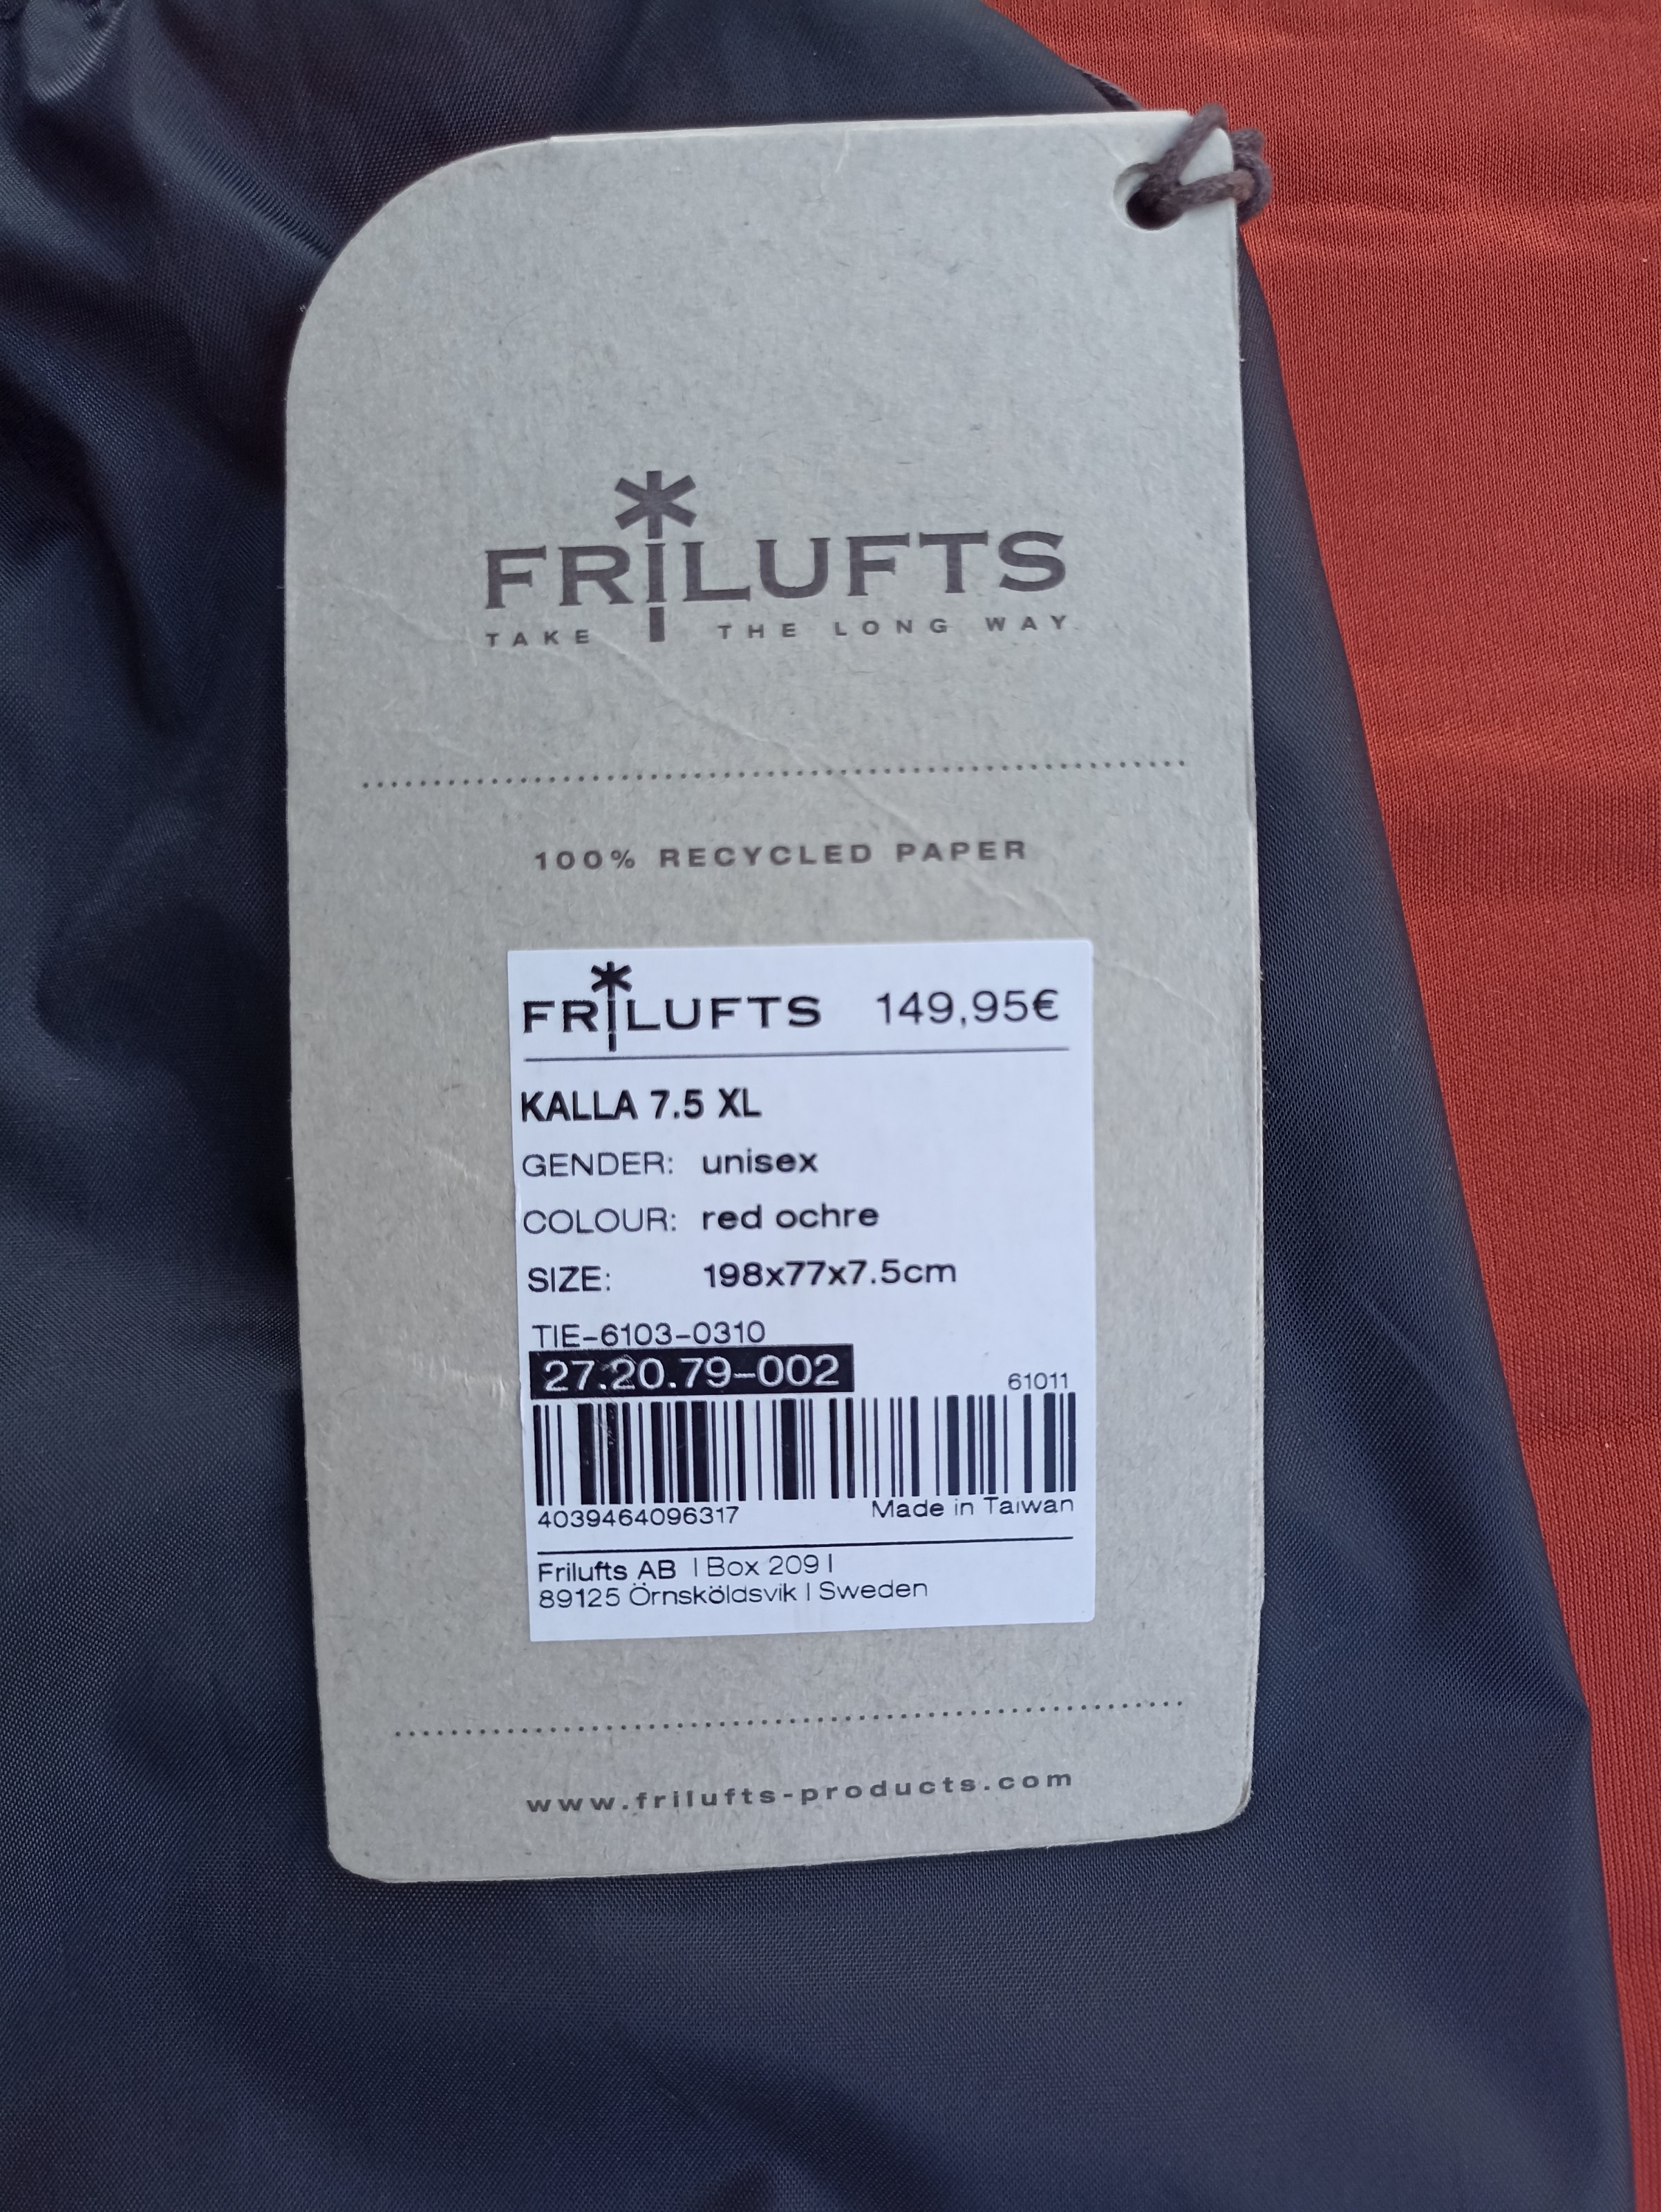 FRILUFTS
TAKE THE LONG WAY
100% RECYCLED PAPER
FRILUFTS 149,95€
KALLA 7.5 XL
GENDER: unisex
COLOUR: red ochre
SIZE: 198x77x7.5cm
TIE-6103-0310
27.20.79-002
61011
4039464096317 Made in Taiwan
Frilufts AB | Box 209 |
89125 Örnsköldsvik | Sweden
www.frilufts-products.com